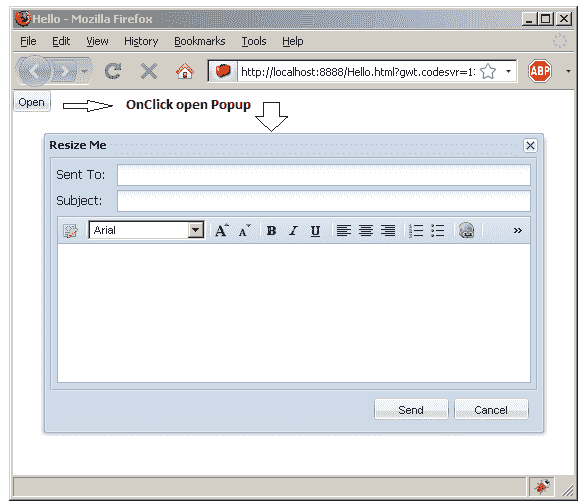 Hello - Mozilla Firefox
File Edit View History Bookmarks Tools Help
http://localhost:8888/Hello.html?gwt.codesvr=1 ABP
Open OnClick open Popup
Resize Me
Sent To:
Subject:
Arial A A B I U »
Send Cancel